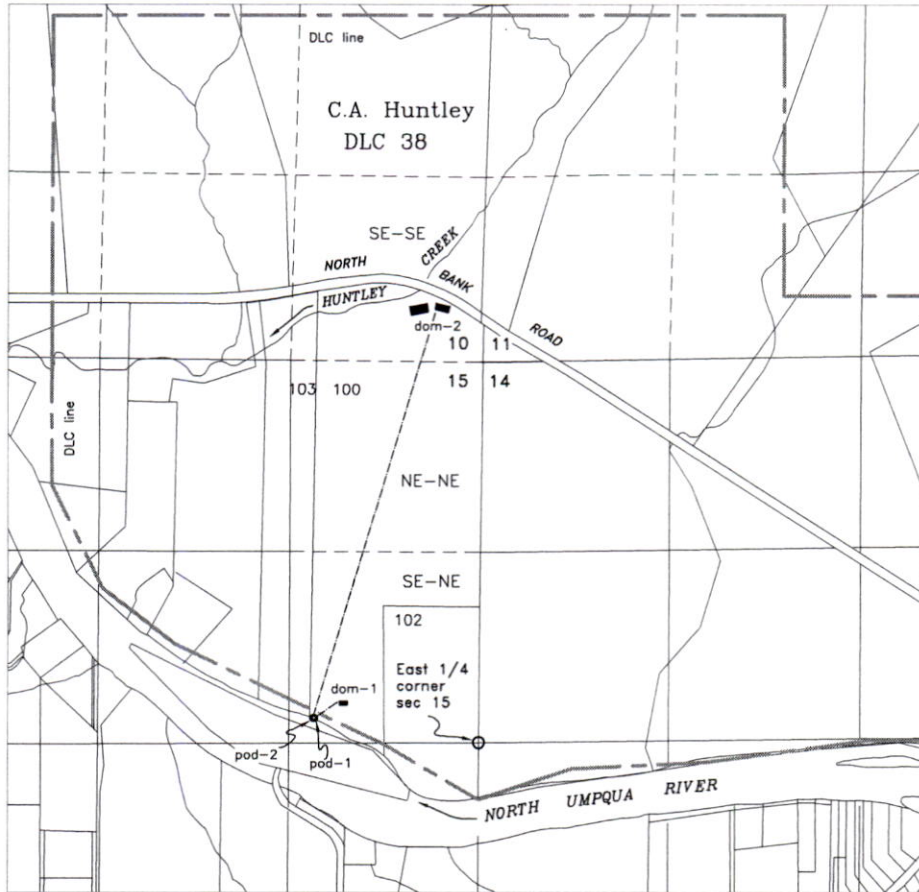 DLC line
C.A. Huntley
DLC 38
SE-SE
NORTH
CREEK
BANK
HUNTLEY
ROAD
dom-2
10
11
103
100
15
14
DLC line
NE-NE
SE-NE
102
East 1/4
corner
sec 15
dom-1
pod-2
pod-1
NORTH UMPQUA RIVER